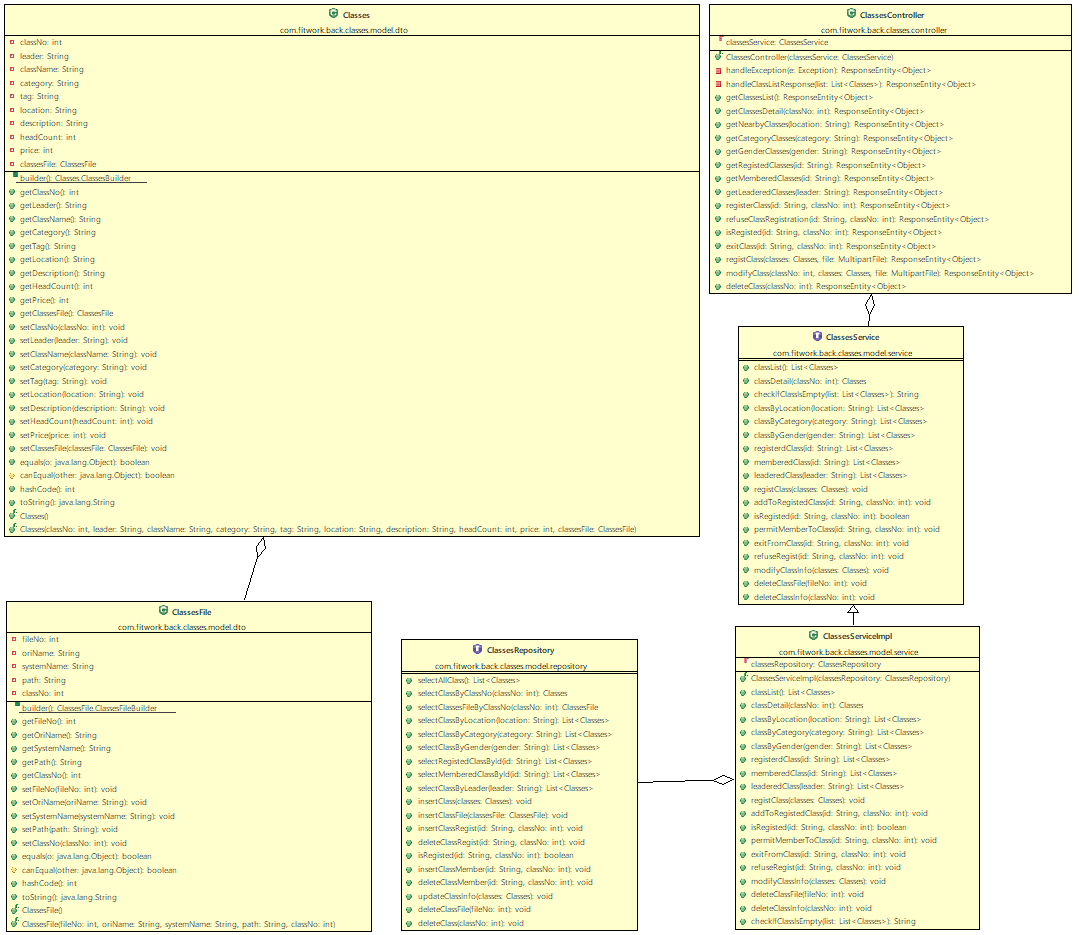 Classes
com.fitwork.back.classes.model.dto
classNo: int
leader: String
className: String
category: String
tag: String
location: String
description: String
headCount: int
price: int
classesFile: ClassesFile
builder(): Classes.ClassesBuilder
getClassNo(): int
getLeader(): String
getClassName(): String
getCategory(): String
getTag(): String
getLocation(): String
getDescription(): String
getHeadCount(): int
getPrice(): int
getClassesFile(): ClassesFile
setClassNo(classNo: int): void
setLeader(leader: String): void
setClassName(className: String): void
setCategory(category: String): void
setTag(tag: String): void
setLocation(location: String): void
setDescription(description: String): void
setHeadCount(headCount: int): void
setPrice(price: int): void
setClassesFile(classesFile: ClassesFile): void
equals(o: java.lang.Object): boolean
canEqual(other: java.lang.Object): boolean
hashCode(): int
toString(): java.lang.String
Classes()
Classes(classNo: int, leader: String, className: String, category: String, tag: String, location: String, description: String, headCount: int, price: int, classesFile: ClassesFile)
ClassesController
com.fitwork.back.classes.controller
classesService: ClassesService
ClassesController(classesService: ClassesService)
handleException(e: Exception): ResponseEntity<Object>
handleClassListResponse(list: List<Classes>): ResponseEntity<Object>
getClassesList(): ResponseEntity<Object>
getClassesDetail(classNo: int): ResponseEntity<Object>
getNearbyClasses(location: String): ResponseEntity<Object>
getCategoryClasses(category: String): ResponseEntity<Object>
getGenderClasses(gender: String): ResponseEntity<Object>
getRegistedClasses(id: String): ResponseEntity<Object>
getMemberedClasses(id: String): ResponseEntity<Object>
getLeaderedClasses(leader: String): ResponseEntity<Object>
registerClass(id: String, classNo: int): ResponseEntity<Object>
refuseClassRegistration(id: String, classNo: int): ResponseEntity<Object>
isRegisted(id: String, classNo: int): ResponseEntity<Object>
exitClass(id: String, classNo: int): ResponseEntity<Object>
registClass(classes: Classes, file: MultipartFile): ResponseEntity<Object>
modifyClass(classNo: int, classes: Classes, file: MultipartFile): ResponseEntity<Object>
deleteClass(classNo: int): ResponseEntity<Object>
ClassesService
com.fitwork.back.classes.model.service
classList(): List<Classes>
classDetail(classNo: int): Classes
checkIfClassIsEmpty(list: List<Classes>): String
classByLocation(location: String): List<Classes>
classByCategory(category: String): List<Classes>
classByGender(gender: String): List<Classes>
registerdClass(id: String): List<Classes>
memberedClass(id: String): List<Classes>
leaderedClass(leader: String): List<Classes>
registClass(classes: Classes): void
addToRegistedClass(id: String, classNo: int): void
isRegisted(id: String, classNo: int): boolean
permitMemberToClass(id: String, classNo: int): void
exitFromClass(id: String, classNo: int): void
refuseRegist(id: String, classNo: int): void
modifyClassInfo(classes: Classes): void
deleteClassFile(fileNo: int): void
deleteClassInfo(classNo: int): void
ClassesFile
com.fitwork.back.classes.model.dto
fileNo: int
oriName: String
systemName: String
path: String
classNo: int
builder(): ClassesFile.ClassesFileBuilder
getFileNo(): int
getOriName(): String
getSystemName(): String
getPath(): String
getClassNo(): int
setFileNo(fileNo: int): void
setOriName(oriName: String): void
setSystemName(systemName: String): void
setPath(path: String): void
setClassNo(classNo: int): void
equals(o: java.lang.Object): boolean
canEqual(other: java.lang.Object): boolean
hashCode(): int
toString(): java.lang.String
ClassesFile()
ClassesFile(fileNo: int, oriName: String, systemName: String, path: String, classNo: int)
ClassesRepository
com.fitwork.back.classes.model.repository
selectAllClass(): List<Classes>
selectClassByClassNo(classNo: int): Classes
selectClassesFileByClassNo(classNo: int): ClassesFile
selectClassByLocation(location: String): List<Classes>
selectClassByCategory(category: String): List<Classes>
selectClassByGender(gender: String): List<Classes>
selectRegistedClassById(id: String): List<Classes>
selectMemberedClassById(id: String): List<Classes>
selectClassByLeader(leader: String): List<Classes>
insertClass(classes: Classes): void
insertClassFile(classesFile: ClassesFile): void
insertClassRegist(id: String, classNo: int): void
deleteClassRegist(id: String, classNo: int): void
isRegisted(id: String, classNo: int): boolean
insertClassMember(id: String, classNo: int): void
deleteClassMember(id: String, classNo: int): void
updateClassInfo(classes: Classes): void
deleteClassFile(fileNo: int): void
deleteClass(classNo: int): void
ClassesServiceImpl
com.fitwork.back.classes.model.service
classesRepository: ClassesRepository
ClassesServiceImpl(classesRepository: ClassesRepository)
classList(): List<Classes>
classDetail(classNo: int): Classes
classByLocation(location: String): List<Classes>
classByCategory(category: String): List<Classes>
classByGender(gender: String): List<Classes>
registerdClass(id: String): List<Classes>
memberedClass(id: String): List<Classes>
leaderedClass(leader: String): List<Classes>
registClass(classes: Classes): void
addToRegistedClass(id: String, classNo: int): void
isRegisted(id: String, classNo: int): boolean
permitMemberToClass(id: String, classNo: int): void
exitFromClass(id: String, classNo: int): void
refuseRegist(id: String, classNo: int): void
modifyClassInfo(classes: Classes): void
deleteClassFile(fileNo: int): void
deleteClassInfo(classNo: int): void
checkIfClassIsEmpty(list: List<Classes>): String